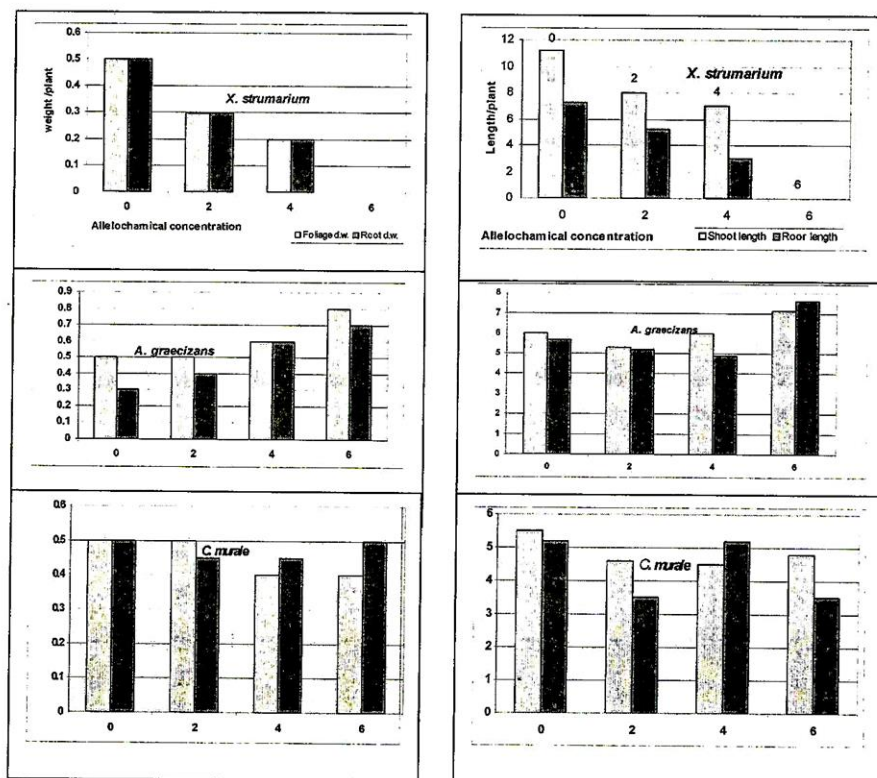 0.6
0.5
0.4
0.3
0.2
0.1
0
weight /plant
X. strumarium
0 2 4 6
Allelochamical concentration
Foliage d.w. Root d.w.
12
10
8
6
4
2
0
Length/plant
0
2
4
6
X. strumarium
0 2 4 6
Allelochamical concentration
Shoot length Roor length
0.9
0.8
0.7
0.6
0.5
0.4
0.3
0.2
0.1
0
A. graecizans
0 2 4 6
8
7
6
5
4
3
2
1
0
A. graecizans
0 2 4 6
0.6
0.5
0.4
0.3
0.2
0.1
0
C. murale
0 2 4 6
6
5
4
3
2
1
0
C. murale
0 2 4 6